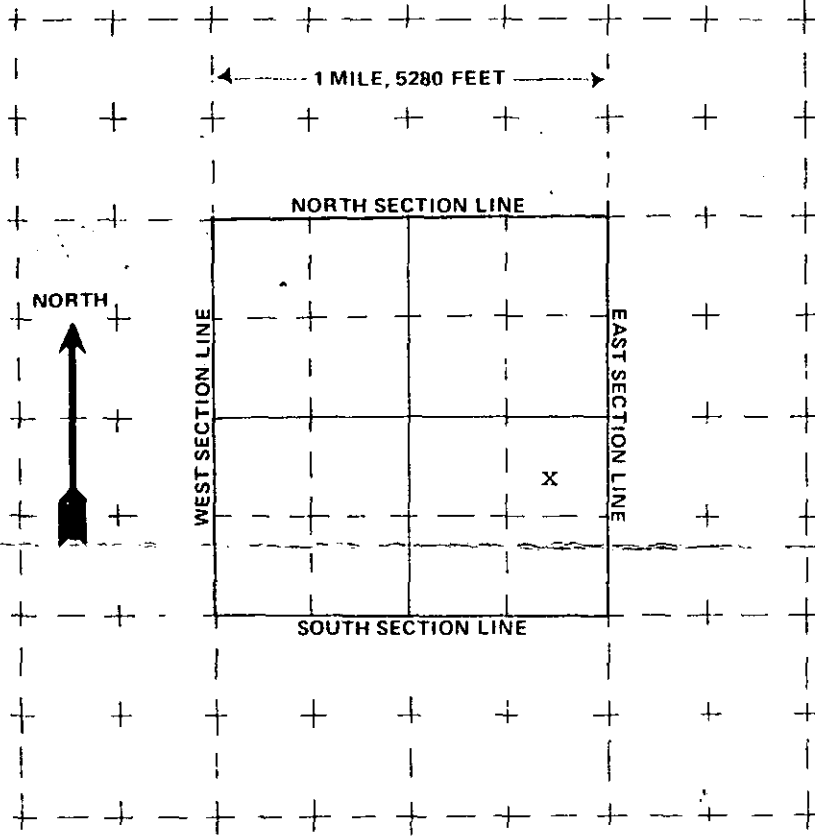 1 MILE, 5280 FEET
NORTH SECTION LINE
NORTH
WEST SECTION LINE
EAST SECTION LINE
X
SOUTH SECTION LINE